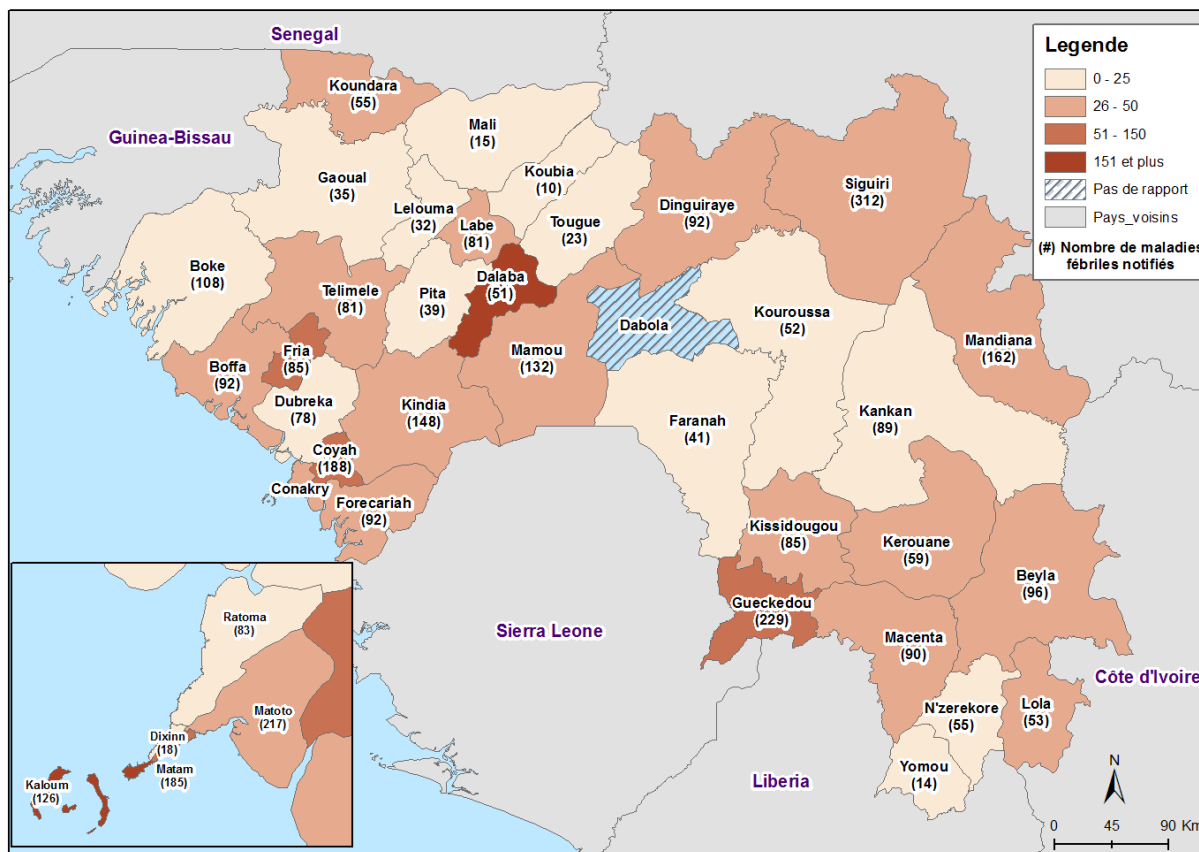 Senegal
Koundara
(55)
Guinea-Bissau
Mali
(15)
Koubia
(10)
Gaoual
(35)
Lelouma
(32)
Labe
(81)
Tougue
(23)
Dinguiraye
(92)
Siguiri
(312)
Boke
(108)
Telimele
(81)
Pita
(39)
Dalaba
(51)
Dabola
Kouroussa
(52)
Mandiana
(162)
Fria
(85)
Boffa
(92)
Mamou
(132)
Dubreka
(78)
Kindia
(148)
Faranah
(41)
Kankan
(89)
Coyah
(188)
Conakry
Forecariah
(92)
Kissidougou
(85)
Kerouane
(59)
Beyla
(96)
Gueckedou
(229)
Sierra Leone
Macenta
(90)
Côte d'Ivoire
N'zerekore
(55)
Lola
(53)
Yomou
(14)
Liberia
Ratoma
(83)
Matoto
(217)
Dixinn
(18)
Matam
(185)
Kaloum
(126)
Legende
0 - 25
26 - 50
51 - 150
151 et plus
Pas de rapport
Pays_voisins
(#) Nombre de maladies
fébriles notifiés
N
0 45 90 Km